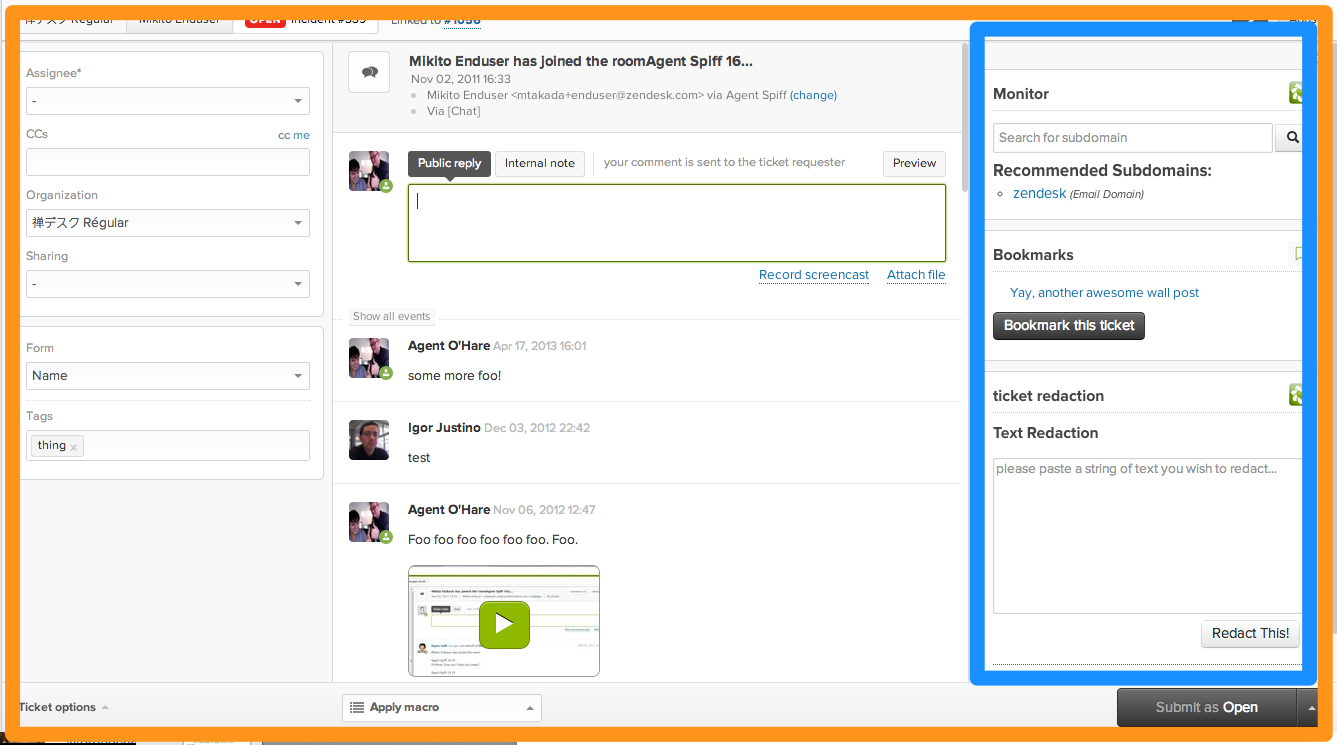 禅デスク Régular
Mikito Enduser
OPEN Incident #339
Linked to #1056
Apps
Assignee*
-
CCs
cc me
Organization
禅デスク Régular
Sharing
-
Form
Name
Tags
thing ×
Mikito Enduser has joined the roomAgent Spiff 16...
Nov 02, 2011 16:33
Mikito Enduser <mtakada+enduser@zendesk.com> via Agent Spiff (change)
Via [Chat]
Public reply
Internal note
your comment is sent to the ticket requester
Preview
Record screencast
Attach file
Show all events
Agent O'Hare Apr 17, 2013 16:01
some more foo!
Igor Justino Dec 03, 2012 22:42
test
Agent O'Hare Nov 06, 2012 12:47
Foo foo foo foo foo foo. Foo.
Monitor
Search for subdomain
Recommended Subdomains:
zendesk (Email Domain)
Bookmarks
Yay, another awesome wall post
Bookmark this ticket
ticket redaction
Text Redaction
please paste a string of text you wish to redact...
Redact This!
Ticket options
Apply macro
Submit as Open